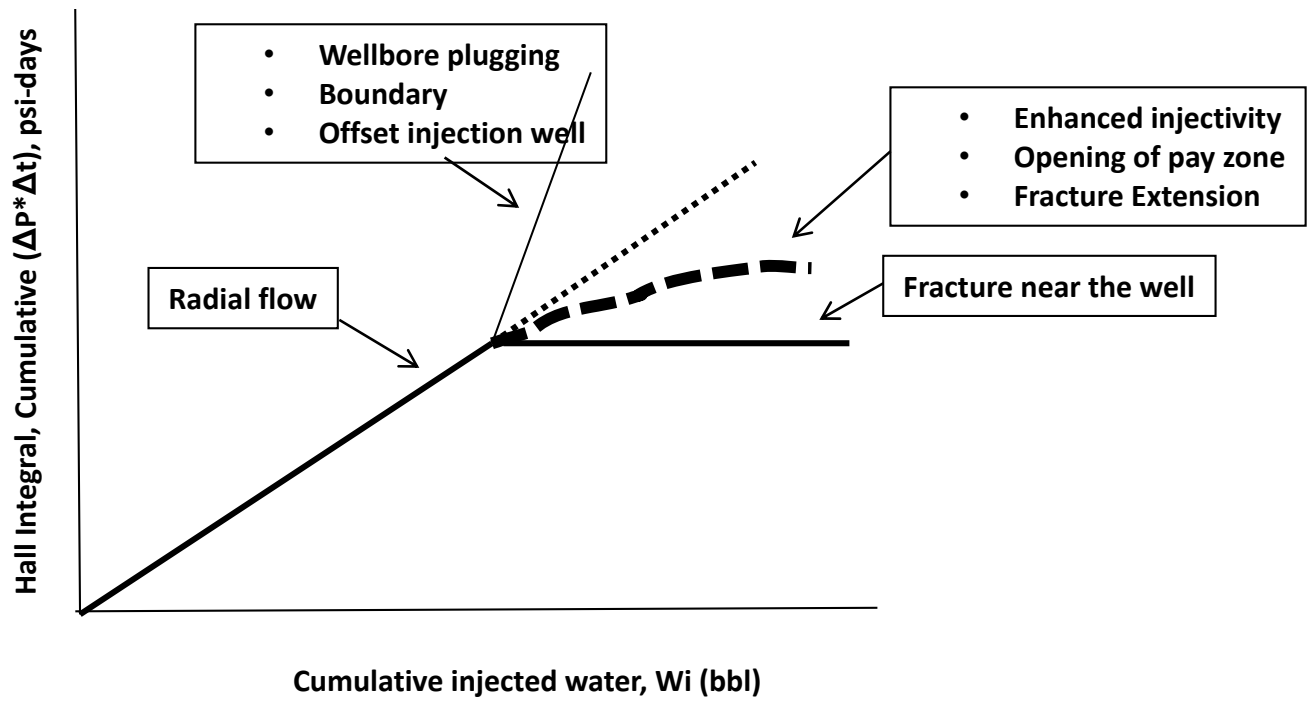 Hall Integral, Cumulative (ΔP*Δt), psi-days
• Wellbore plugging
• Boundary
• Offset injection well
• Enhanced injectivity
• Opening of pay zone
• Fracture Extension
Radial flow
Fracture near the well
Cumulative injected water, Wi (bbl)